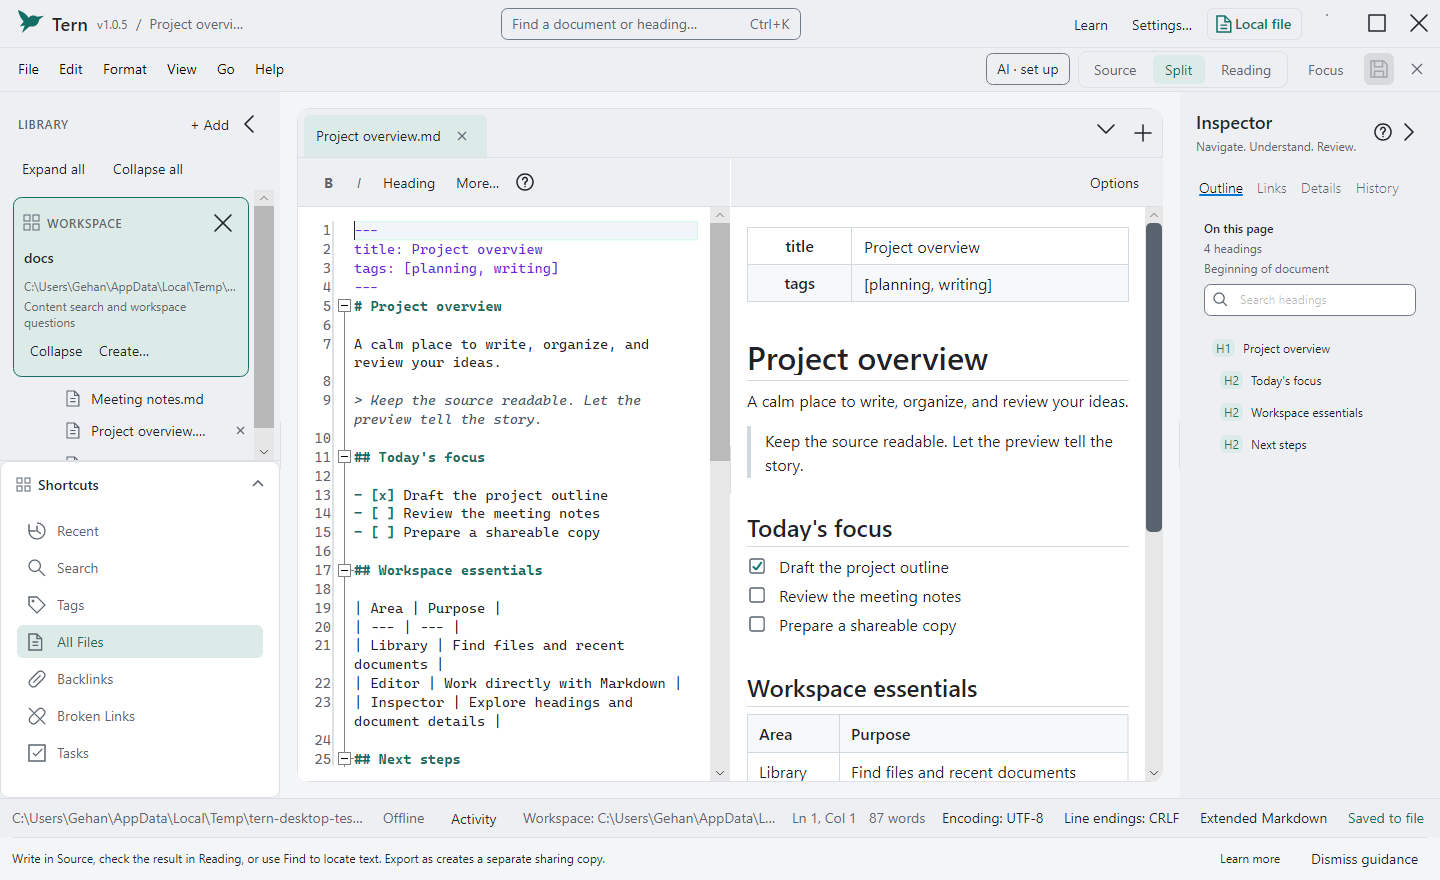 Tern v1.0.5 / Project overvi...
Find a document or heading... Ctrl+K
Learn Settings... Local file
File Edit Format View Go Help
AI · set up Source Split Reading Focus
LIBRARY + Add
Expand all Collapse all
WORKSPACE
docs
C:\Users\Gehan\AppData\Local\Temp\...
Content search and workspace
questions
Collapse Create...
Meeting notes.md
Project overview....
Shortcuts
Recent
Search
Tags
All Files
Backlinks
Broken Links
Tasks
Project overview.md
B I Heading More...
Options
1 ---
2 title: Project overview
3 tags: [planning, writing]
4 ---
5 # Project overview
6
7 A calm place to write, organize, and
review your ideas.
8
9 > Keep the source readable. Let the
preview tell the story.
10
11 ## Today's focus
12
13 - [x] Draft the project outline
14 - [ ] Review the meeting notes
15 - [ ] Prepare a shareable copy
16
17 ## Workspace essentials
18
19 | Area | Purpose |
20 | --- | --- |
21 | Library | Find files and recent
documents |
22 | Editor | Work directly with Markdown |
23 | Inspector | Explore headings and
document details |
24
25 ## Next steps
title Project overview
tags [planning, writing]
Project overview
A calm place to write, organize, and review your ideas.
Keep the source readable. Let the preview tell the
story.
Today's focus
Draft the project outline
Review the meeting notes
Prepare a shareable copy
Workspace essentials
Area Purpose
Library Find files and recent documents
Inspector
Navigate. Understand. Review.
Outline Links Details History
On this page
4 headings
Beginning of document
Search headings
H1 Project overview
H2 Today's focus
H2 Workspace essentials
H2 Next steps
C:\Users\Gehan\AppData\Local\Temp\tern-desktop-tes... Offline Activity Workspace: C:\Users\Gehan\AppData\L... Ln 1, Col 1 87 words Encoding: UTF-8 Line endings: CRLF Extended Markdown Saved to file
Write in Source, check the result in Reading, or use Find to locate text. Export as creates a separate sharing copy. Learn more Dismiss guidance